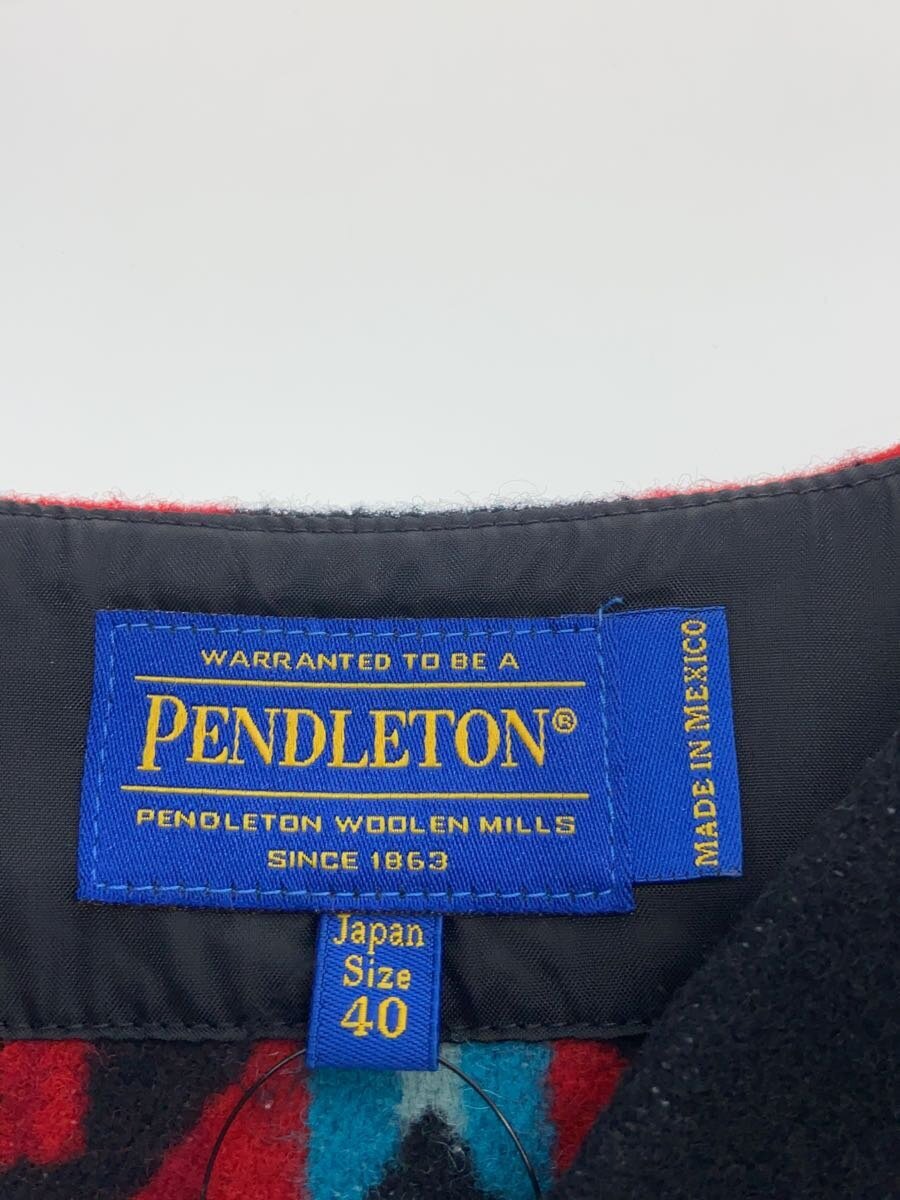 WARRANTED TO BE A
PENDLETON®
PENDLETON WOOLEN MILLS
SINCE 1863
MADE IN MEXICO
Japan
Size
40